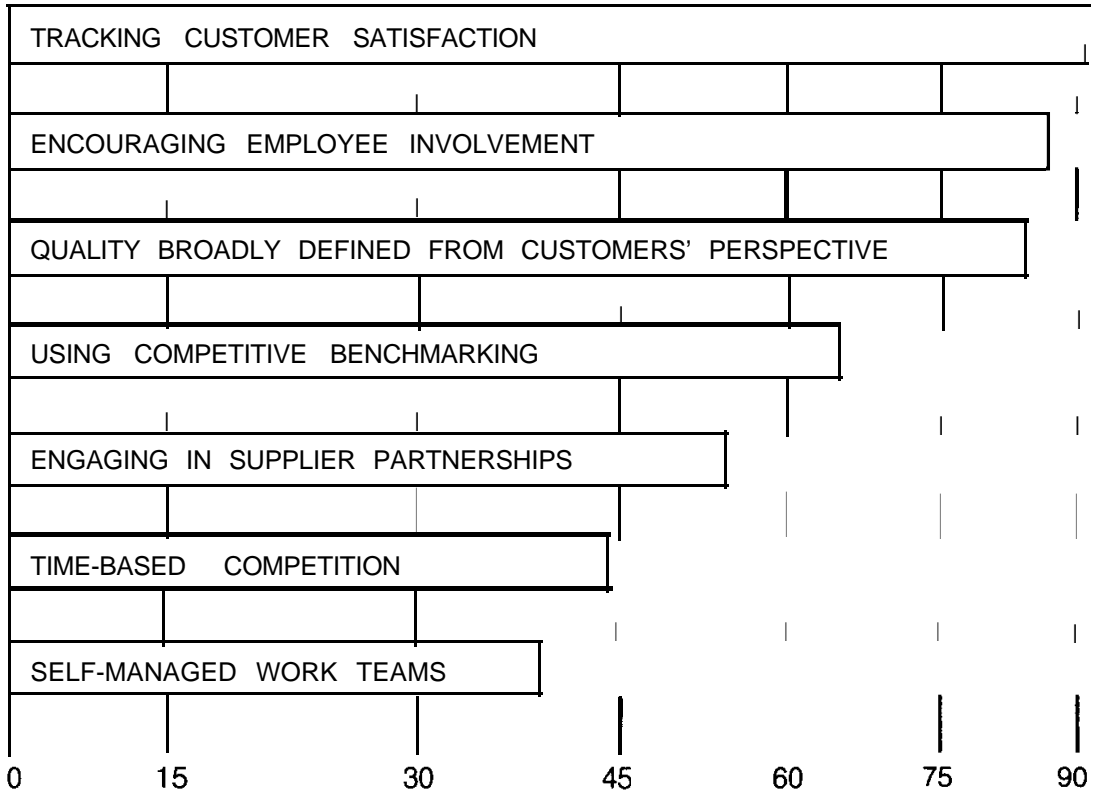 TRACKING CUSTOMER SATISFACTION
ENCOURAGING EMPLOYEE INVOLVEMENT
QUALITY BROADLY DEFINED FROM CUSTOMERS' PERSPECTIVE
USING COMPETITIVE BENCHMARKING
ENGAGING IN SUPPLIER PARTNERSHIPS
TIME-BASED COMPETITION
SELF-MANAGED WORK TEAMS
0 15 30 45 60 75 90